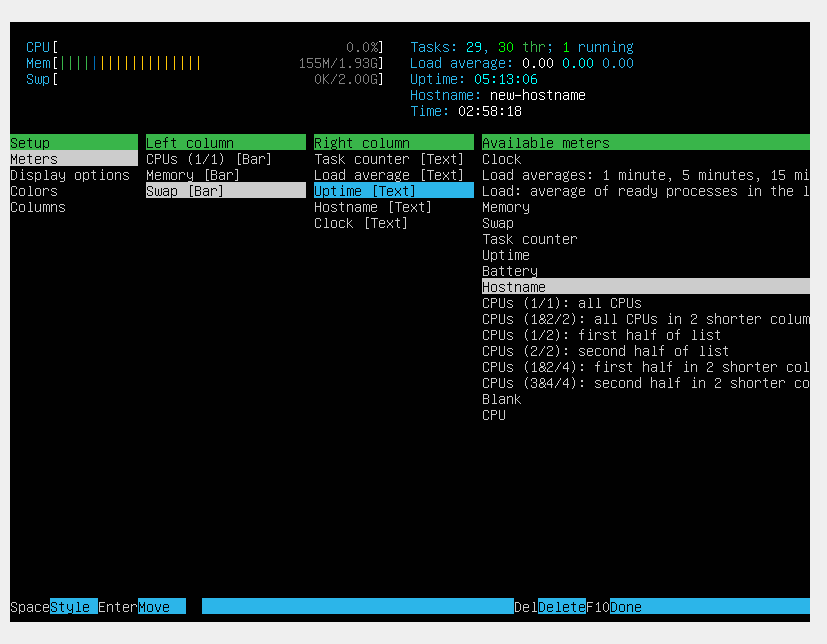 CPU[ 0.0%] Tasks: 29, 30 thr; 1 running
Mem[|||||||||||||||||| 155M/1.93G] Load average: 0.00 0.00 0.00
Swp[ 0K/2.00G] Uptime: 05:13:06
Hostname: new-hostname
Time: 02:58:18
Setup Left column Right column Available meters
Meters CPUs (1/1) [Bar] Task counter [Text] Clock
Display options Memory [Bar] Load average [Text] Load averages: 1 minute, 5 minutes, 15 mi
Colors Swap [Bar] Uptime [Text] Load: average of ready processes in the l
Columns Hostname [Text] Memory
Clock [Text] Swap
Task counter
Uptime
Battery
Hostname
CPUs (1/1): all CPUs
CPUs (1&2/2): all CPUs in 2 shorter colum
CPUs (1/2): first half of list
CPUs (2/2): second half of list
CPUs (1&2/4): first half in 2 shorter col
CPUs (3&4/4): second half in 2 shorter co
Blank
CPU
SpaceStyle EnterMove DelDeleteF10Done